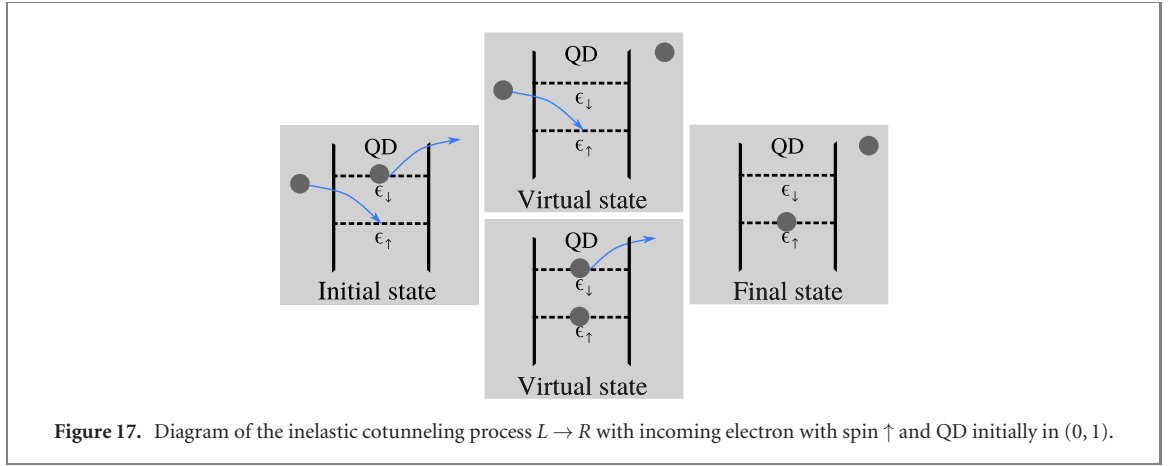 QD
ϵ↓
ϵ↑
Initial state
QD
ϵ↓
ϵ↑
Virtual state
QD
ϵ↓
ϵ↑
Virtual state
QD
ϵ↓
ϵ↑
Final state
Figure 17. Diagram of the inelastic cotunneling process L → R with incoming electron with spin ↑ and QD initially in (0, 1).